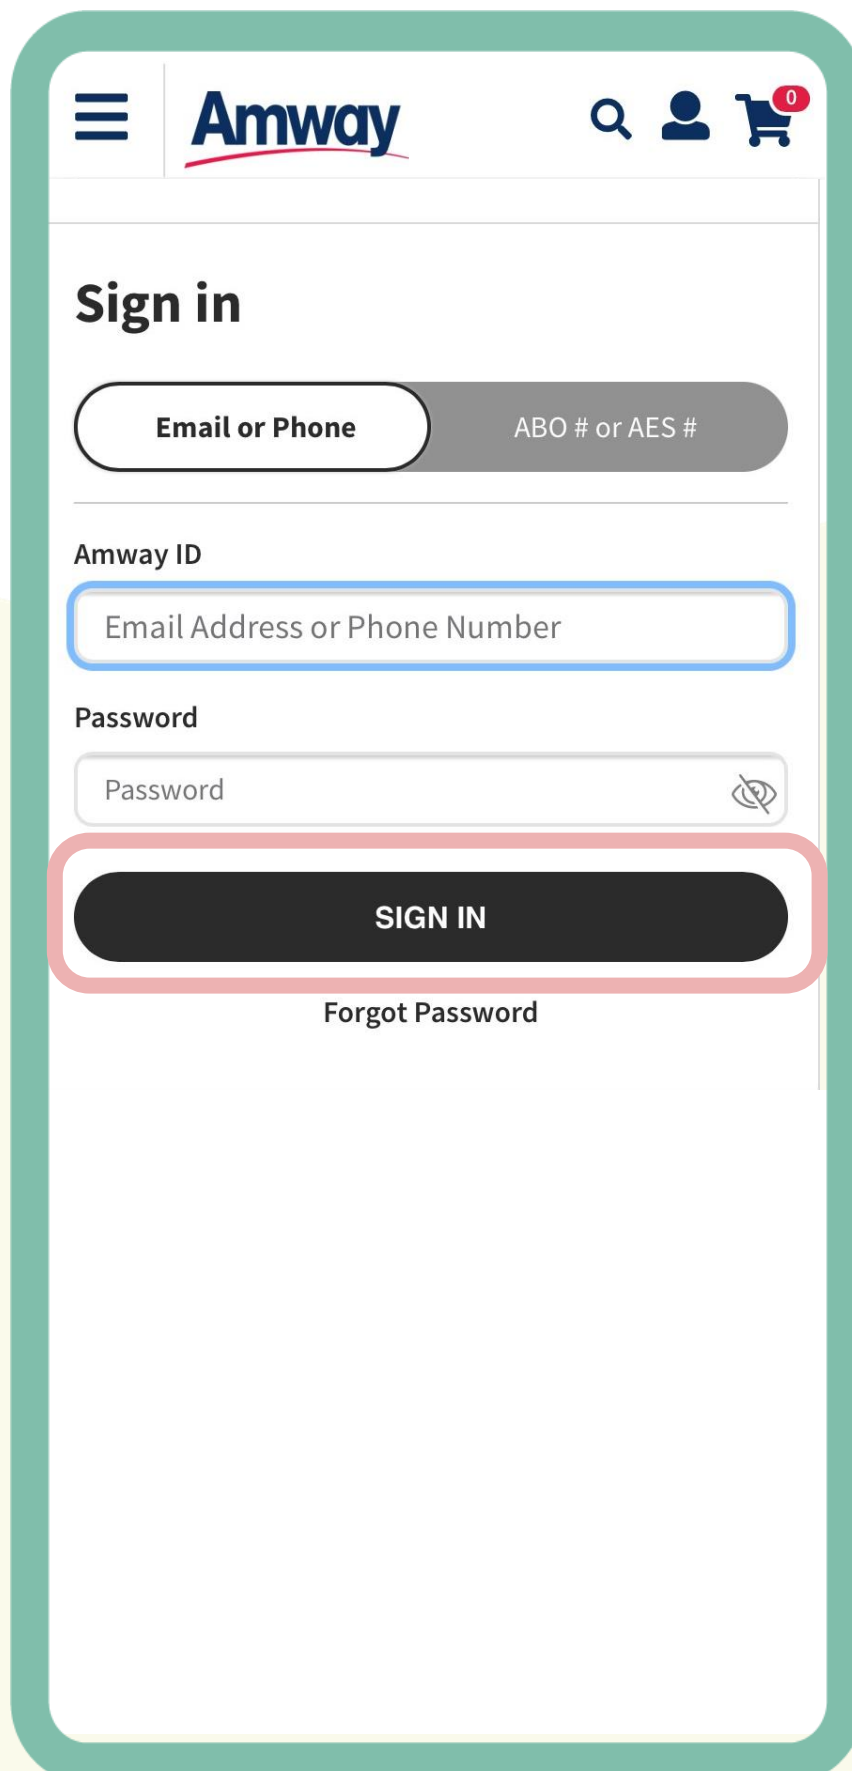 Amway
0
Sign in
Email or Phone
ABO # or AES #
Amway ID
Email Address or Phone Number
Password
Password
SIGN IN
Forgot Password